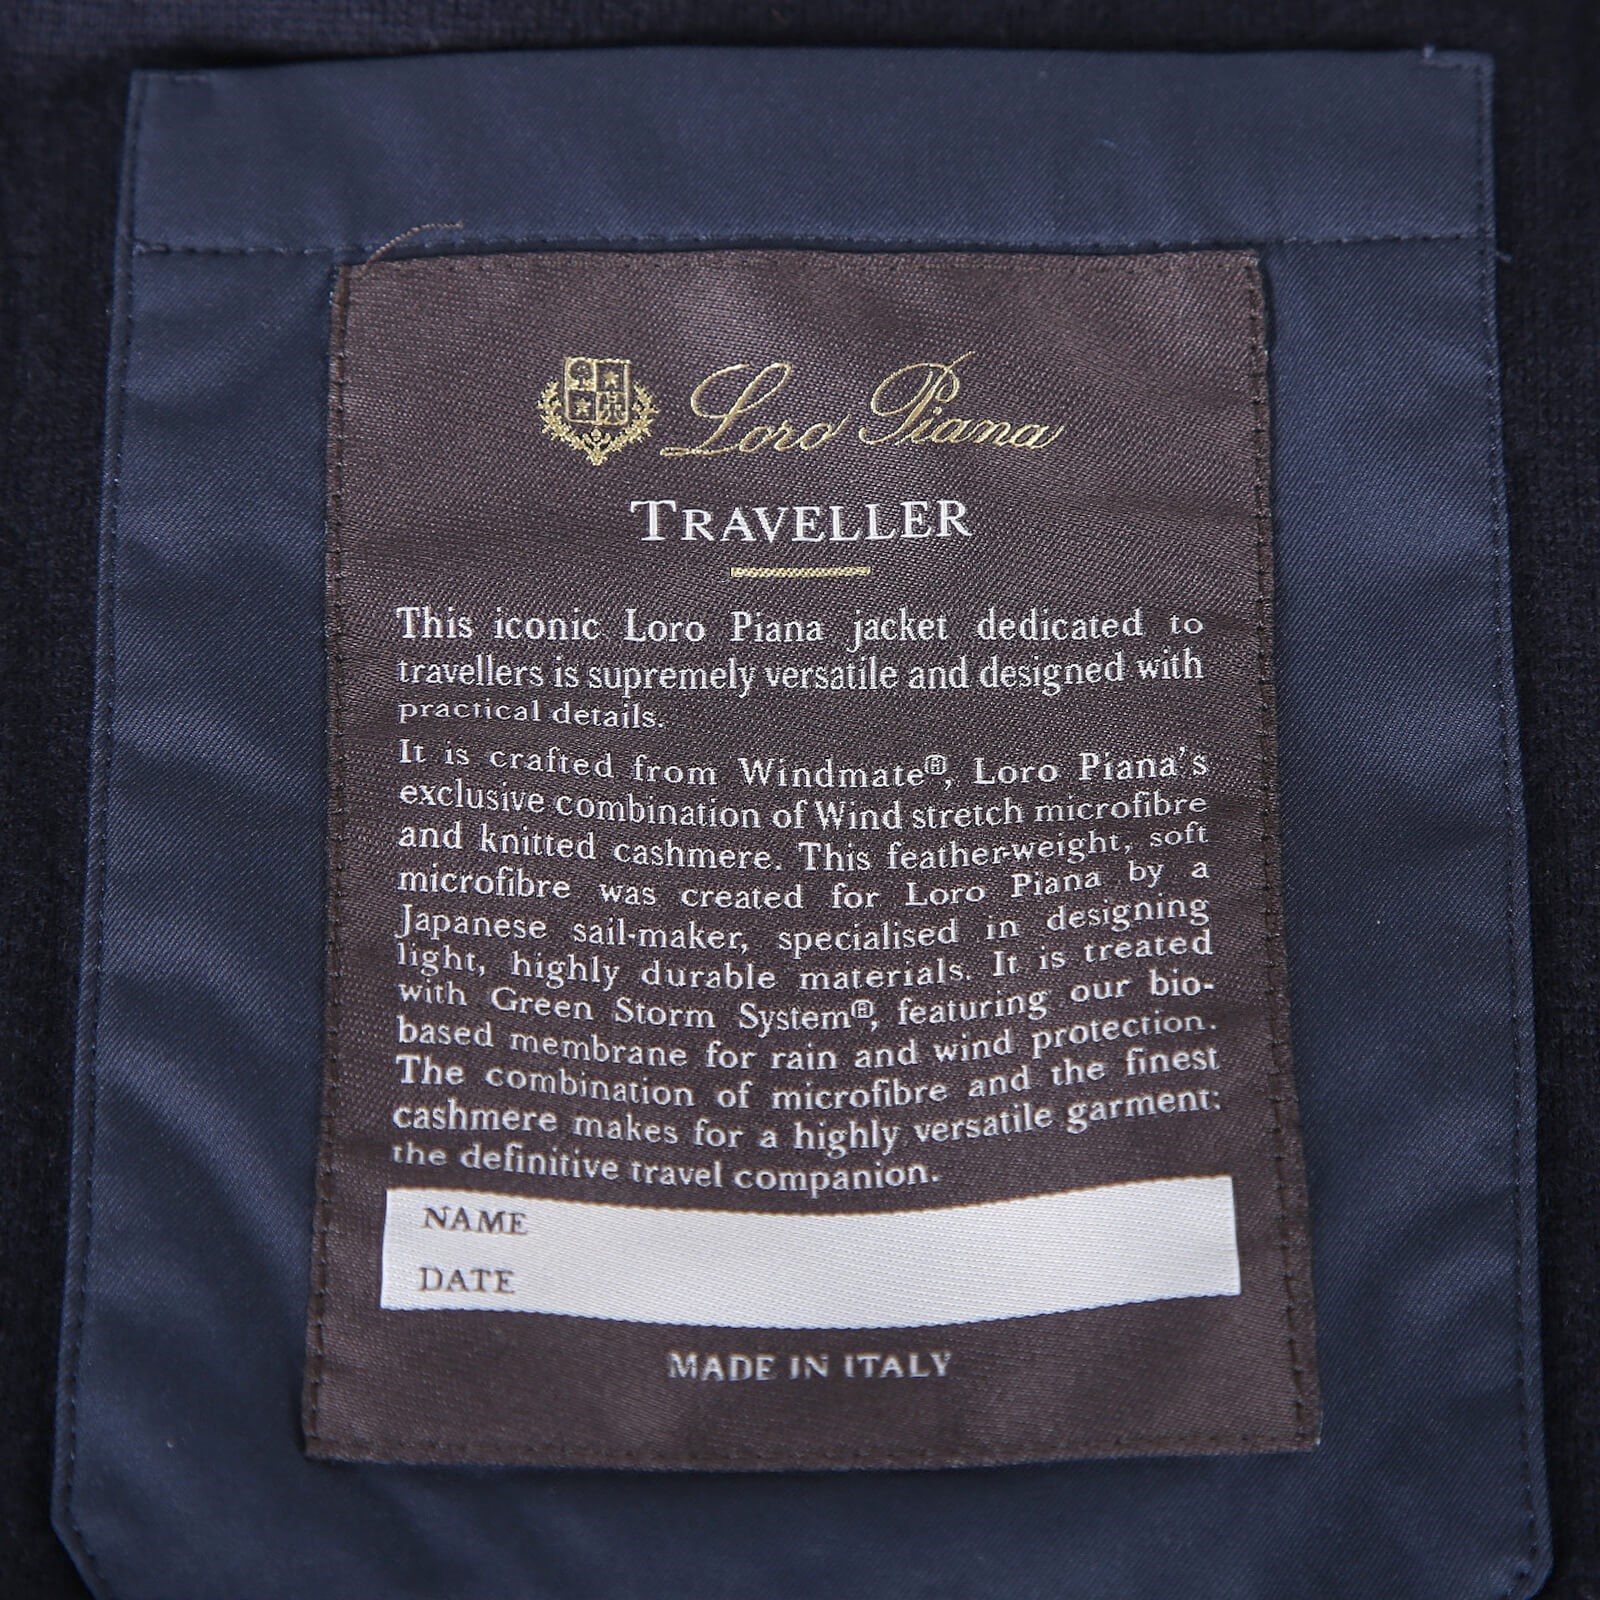 Loro Piana
TRAVELLER
This iconic Loro Piana jacket dedicated to
travellers is supremely versatile and designed with
practical details.
It is crafted from Windmate®, Loro Piana's
exclusive combination of Wind stretch microfibre
and knitted cashmere. This feather-weight, soft
microfibre was created for Loro Piana by a
Japanese sail-maker, specialised in designing
light, highly durable materials. It is treated
with Green Storm System®, featuring our bio-
based membrane for rain and wind protection.
The combination of microfibre and the finest
cashmere makes for a highly versatile garment:
the definitive travel companion.
NAME
DATE
MADE IN ITALY